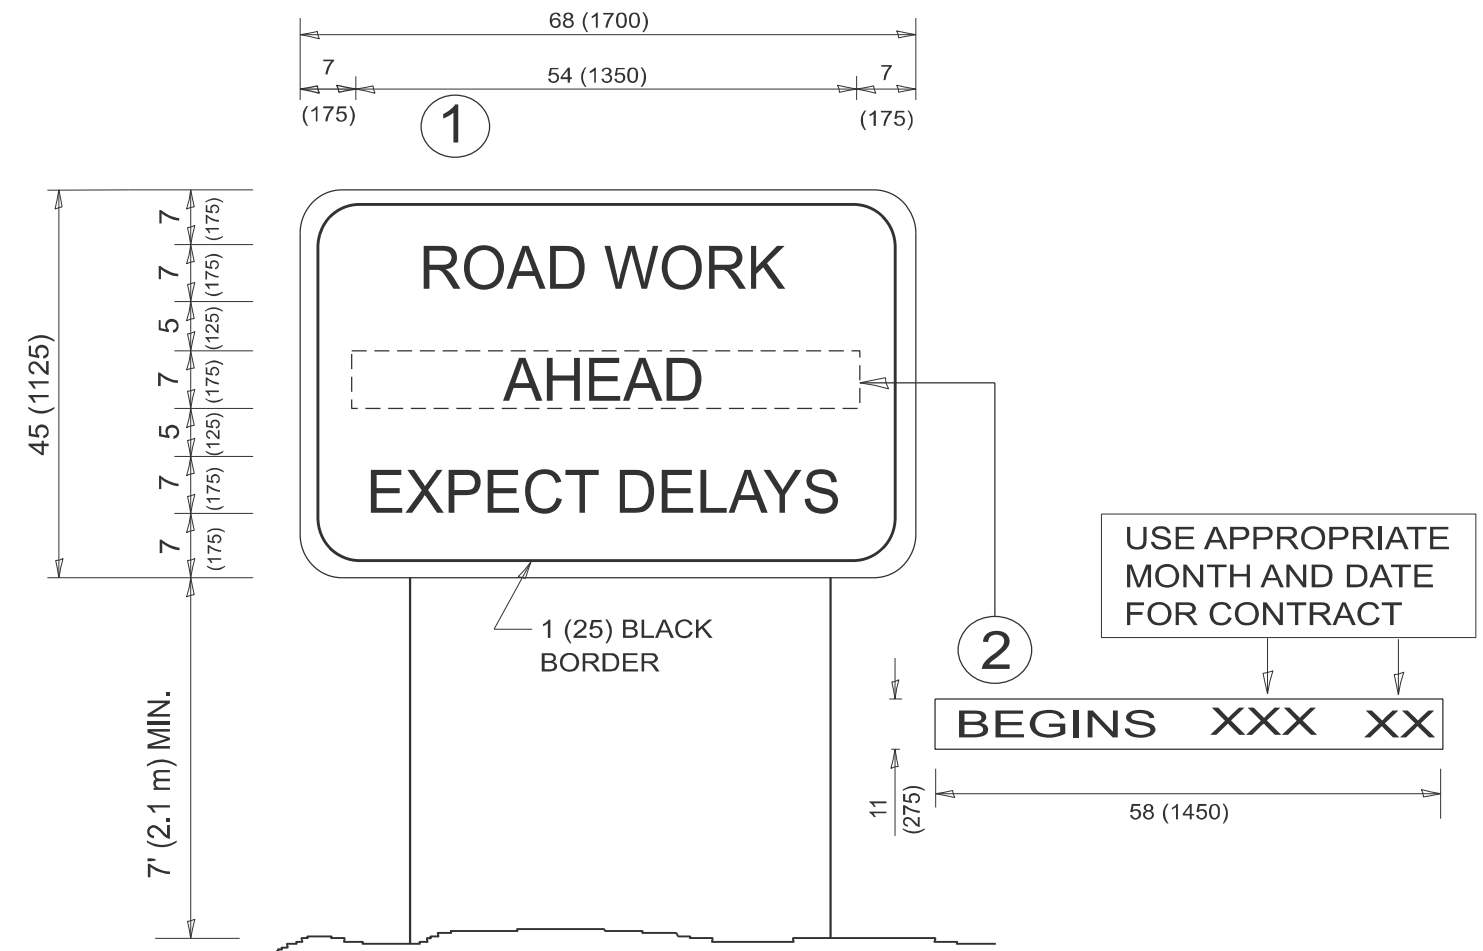 68 (1700)
7
54 (1350)
7
(175)
(175)
1
7 (175)
7 (175)
5 (125)
7 (175)
5 (125)
7 (175)
7 (175)
45 (1125)
ROAD WORK
AHEAD
EXPECT DELAYS
1 (25) BLACK
BORDER
7' (2.1 m) MIN.
USE APPROPRIATE
MONTH AND DATE
FOR CONTRACT
2
BEGINS XXX XX
11
(275)
58 (1450)